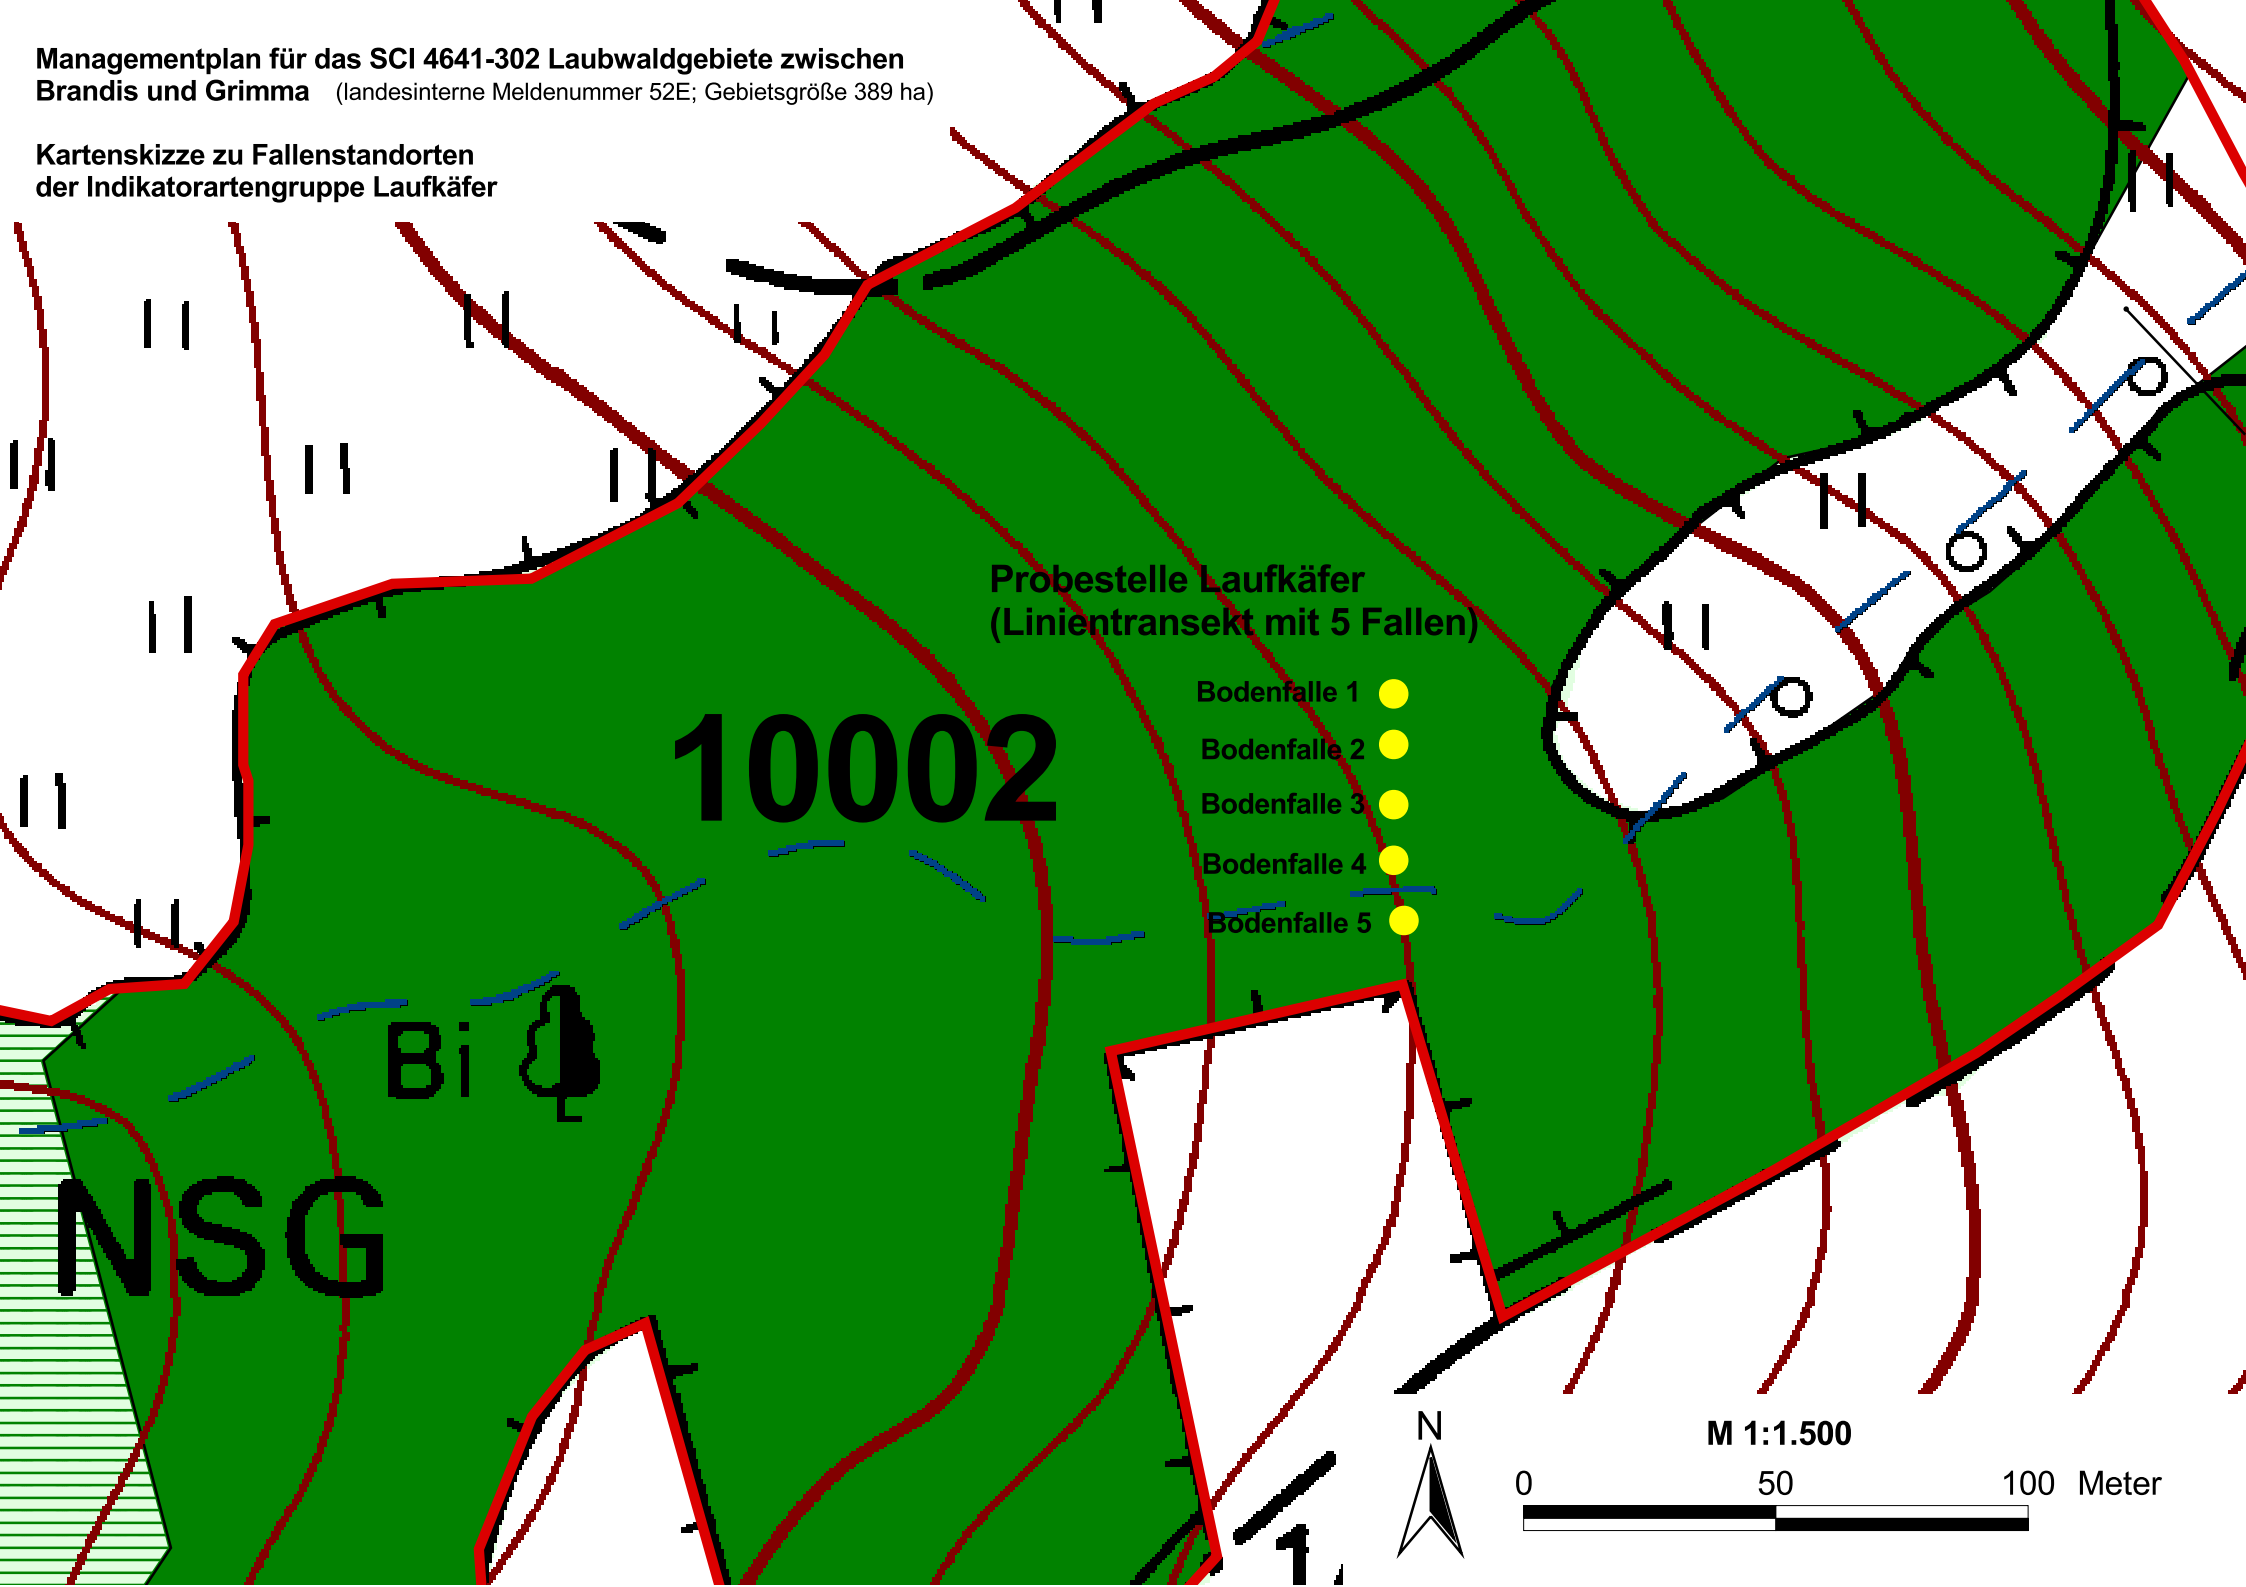 Managementplan für das SCI 4641-302 Laubwaldgebiete zwischen
Brandis und Grimma (landesinterne Meldenummer 52E; Gebietsgröße 389 ha)
Kartenskizze zu Fallenstandorten
der Indikatorartengruppe Laufkäfer
Probestelle Laufkäfer
(Linientransekt mit 5 Fallen)
Bodenfalle 1
10002
Bodenfalle 2
Bodenfalle 3
Bodenfalle 4
Bodenfalle 5
Bi
NSG
N
M 1:1.500
0 50 100 Meter